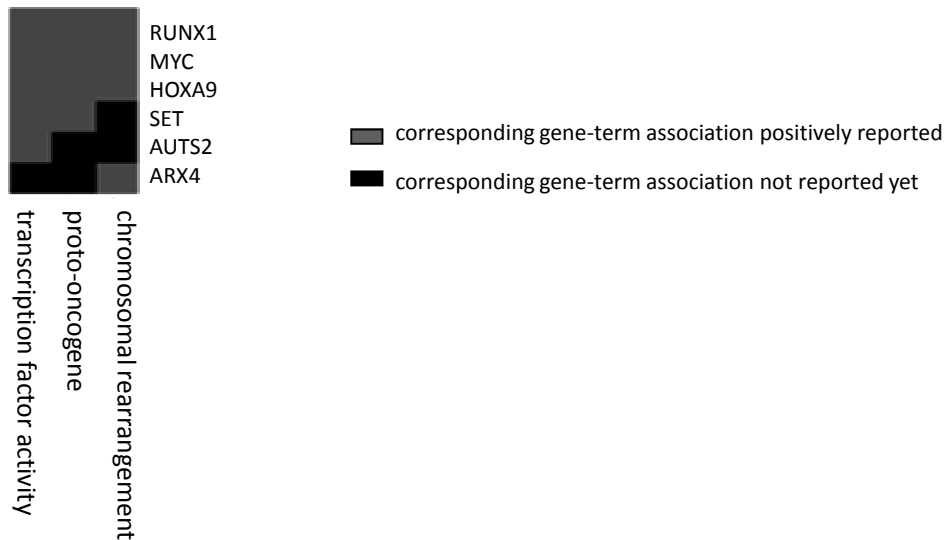 RUNX1
MYC
HOXA9
SET
AUTS2
ARX4
corresponding gene-term association positively reported
corresponding gene-term association not reported yet
transcription factor activity
proto-oncogene
chromosomal rearrangement